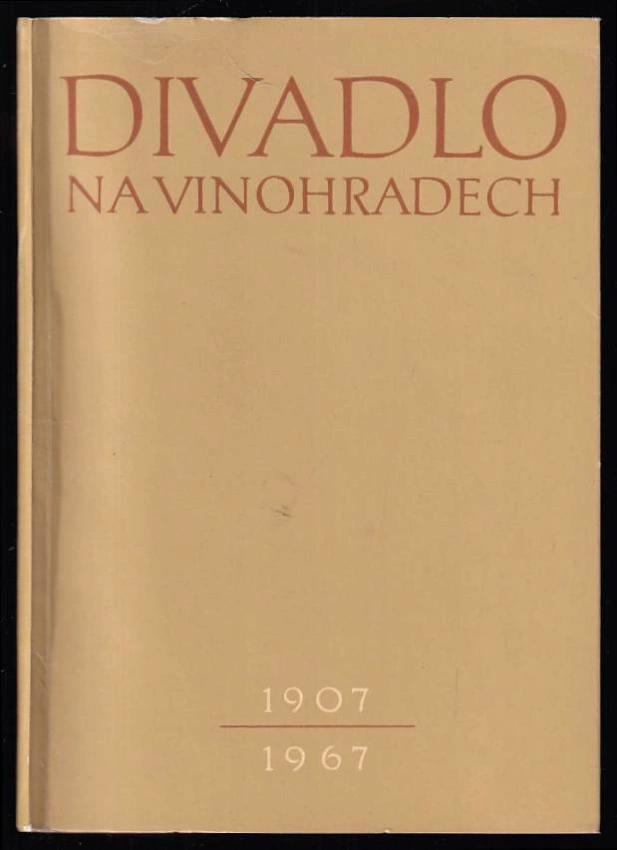 DIVADLO
NA VINOHRADECH
1907
1967